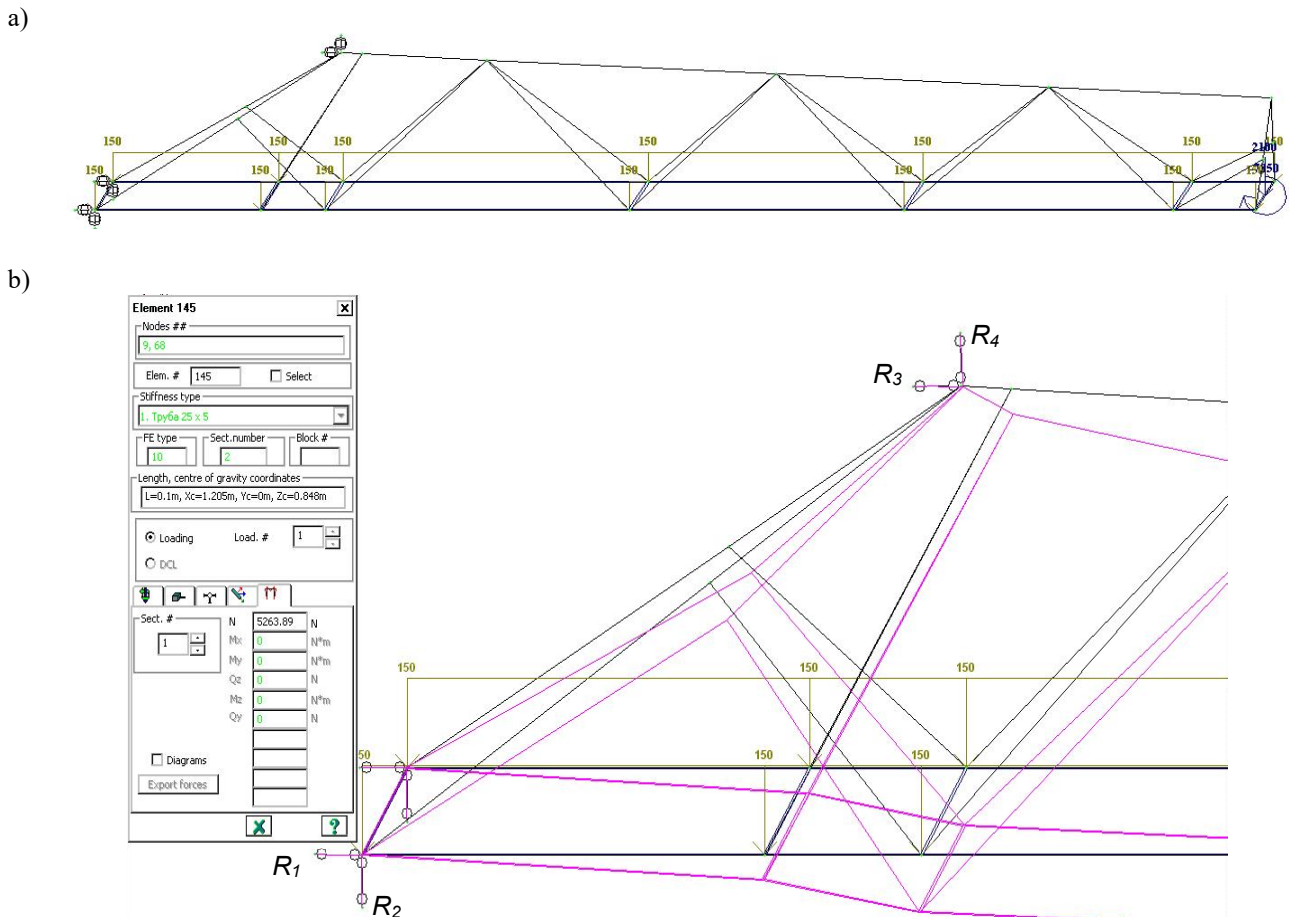 a)
150 150 150 150 150 150 150
150 150 190 190 190 150 2100
b)
Element 145
Nodes ##
9, 68
Elem. # 145 Select
Stiffness type
1. Труба 25 x 5
FE type Sect.number Block #
10 2
Length, centre of gravity coordinates
L=0.1m, Xc=1.205m, Yc=0m, Zc=0.848m
Loading Load. # 1
DCL
Sect. # 1
N 5263.89 N
Mx 0 N*m
My 0 N*m
Qz 0 N
Mz 0 N*m
Qy 0 N
Diagrams
Export forces
R4
R3
150 150 150
50 150 150
R1
R2